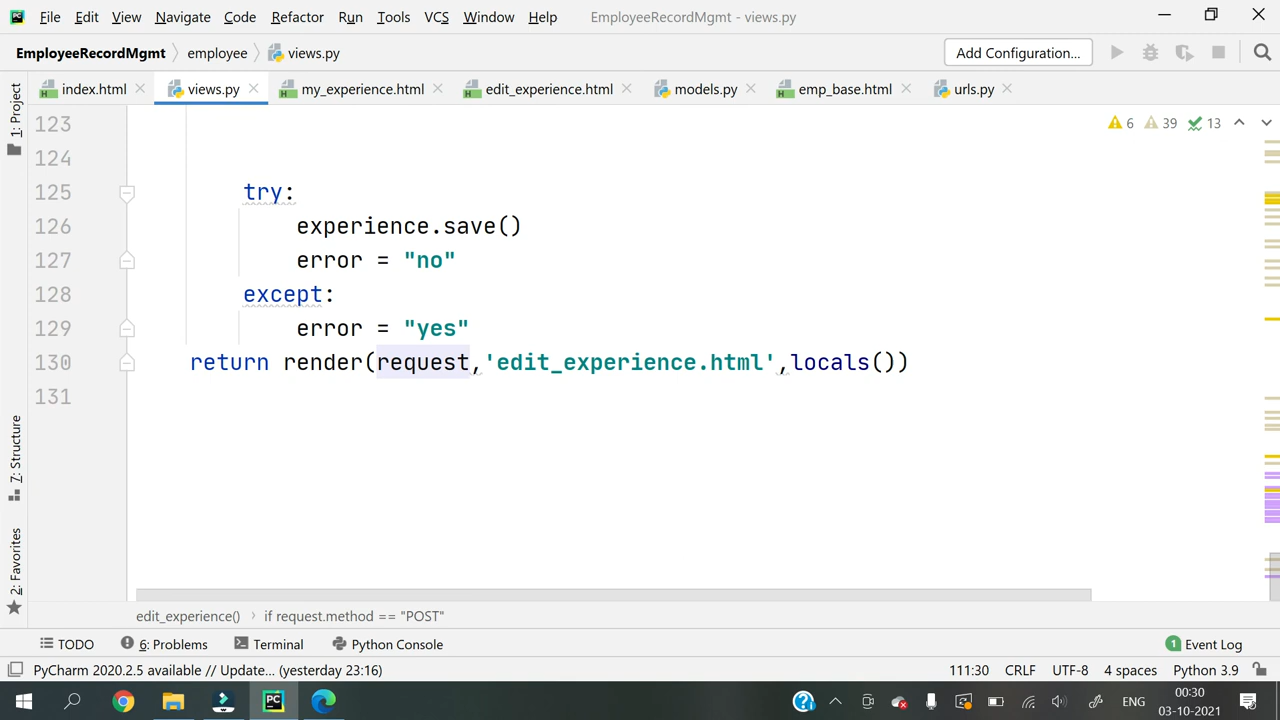 File Edit View Navigate Code Refactor Run Tools VCS Window Help EmployeeRecordMgmt - views.py
EmployeeRecordMgmt employee views.py Add Configuration...
index.html views.py my_experience.html edit_experience.html models.py emp_base.html urls.py
1: Project
7: Structure
2: Favorites
6 39 13
123
124
125 try:
126 experience.save()
127 error = "no"
128 except:
129 error = "yes"
130 return render(request,'edit_experience.html',locals())
131
edit_experience() if request.method == "POST"
TODO 6: Problems Terminal Python Console 1 Event Log
PyCharm 2020.2.5 available // Update... (yesterday 23:16) 111:30 CRLF UTF-8 4 spaces Python 3.9
PC ENG 00:30
03-10-2021